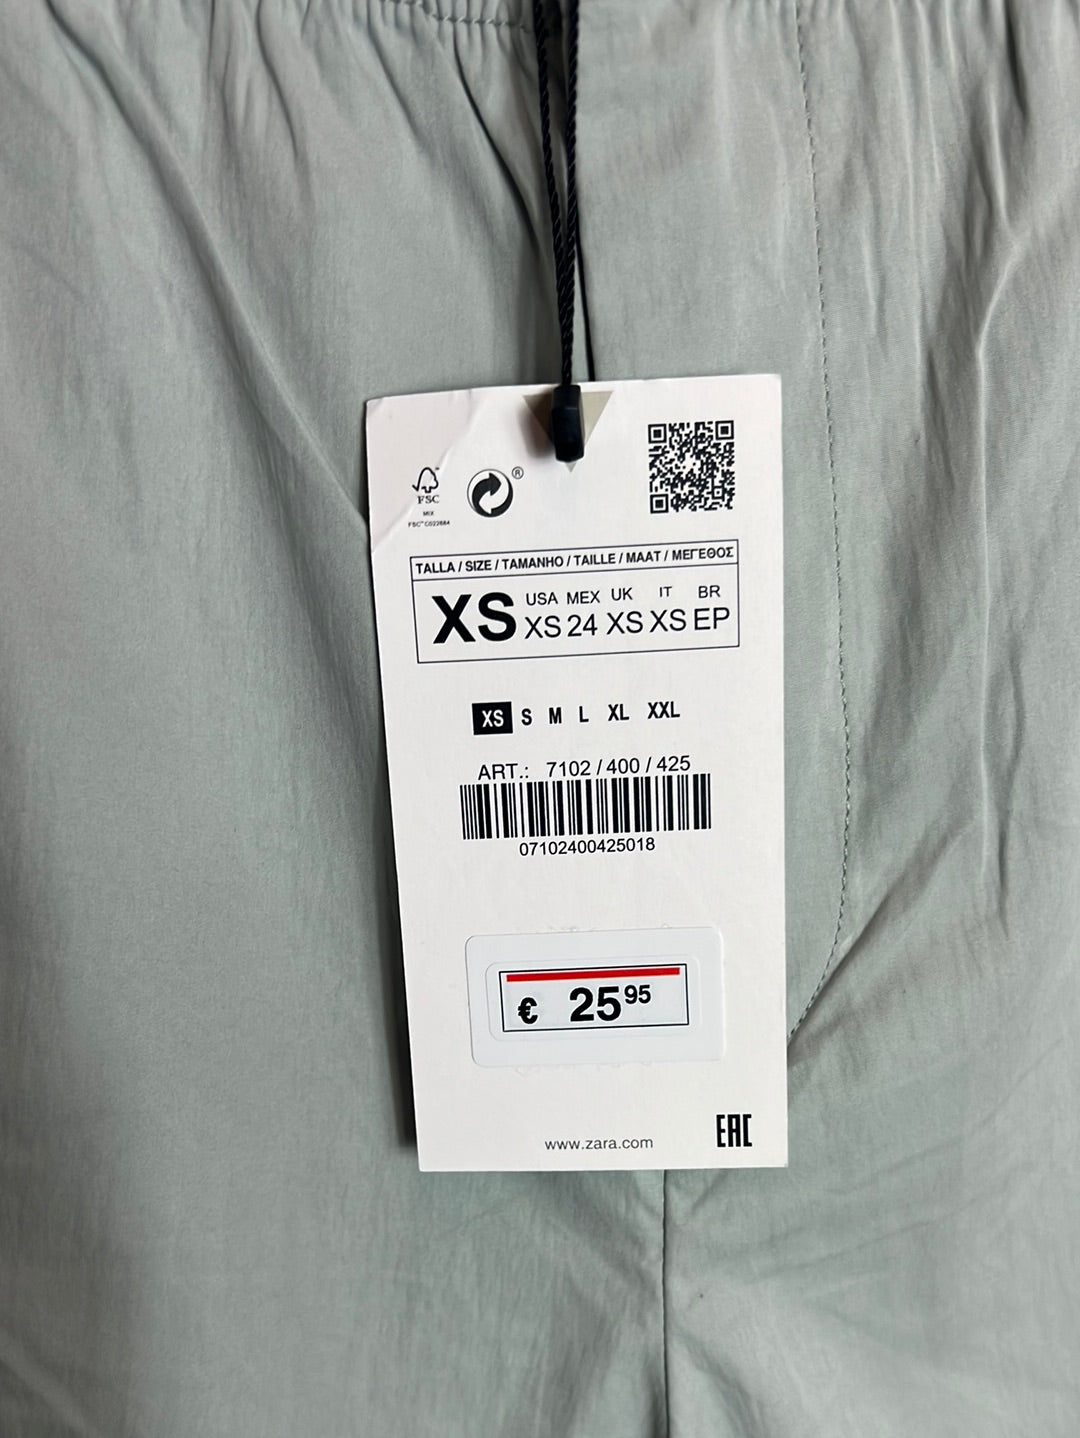 FSC
MIX
FSC™ C022684
®
TALLA / SIZE / TAMANHO / TAILLE / MAAT / ΜΕΓΕΘΟΣ
XS
USA MEX UK IT BR
XS 24 XS XS EP
XS S M L XL XXL
ART.: 7102 / 400 / 425
07102400425018
€ 25 95
www.zara.com
EAC